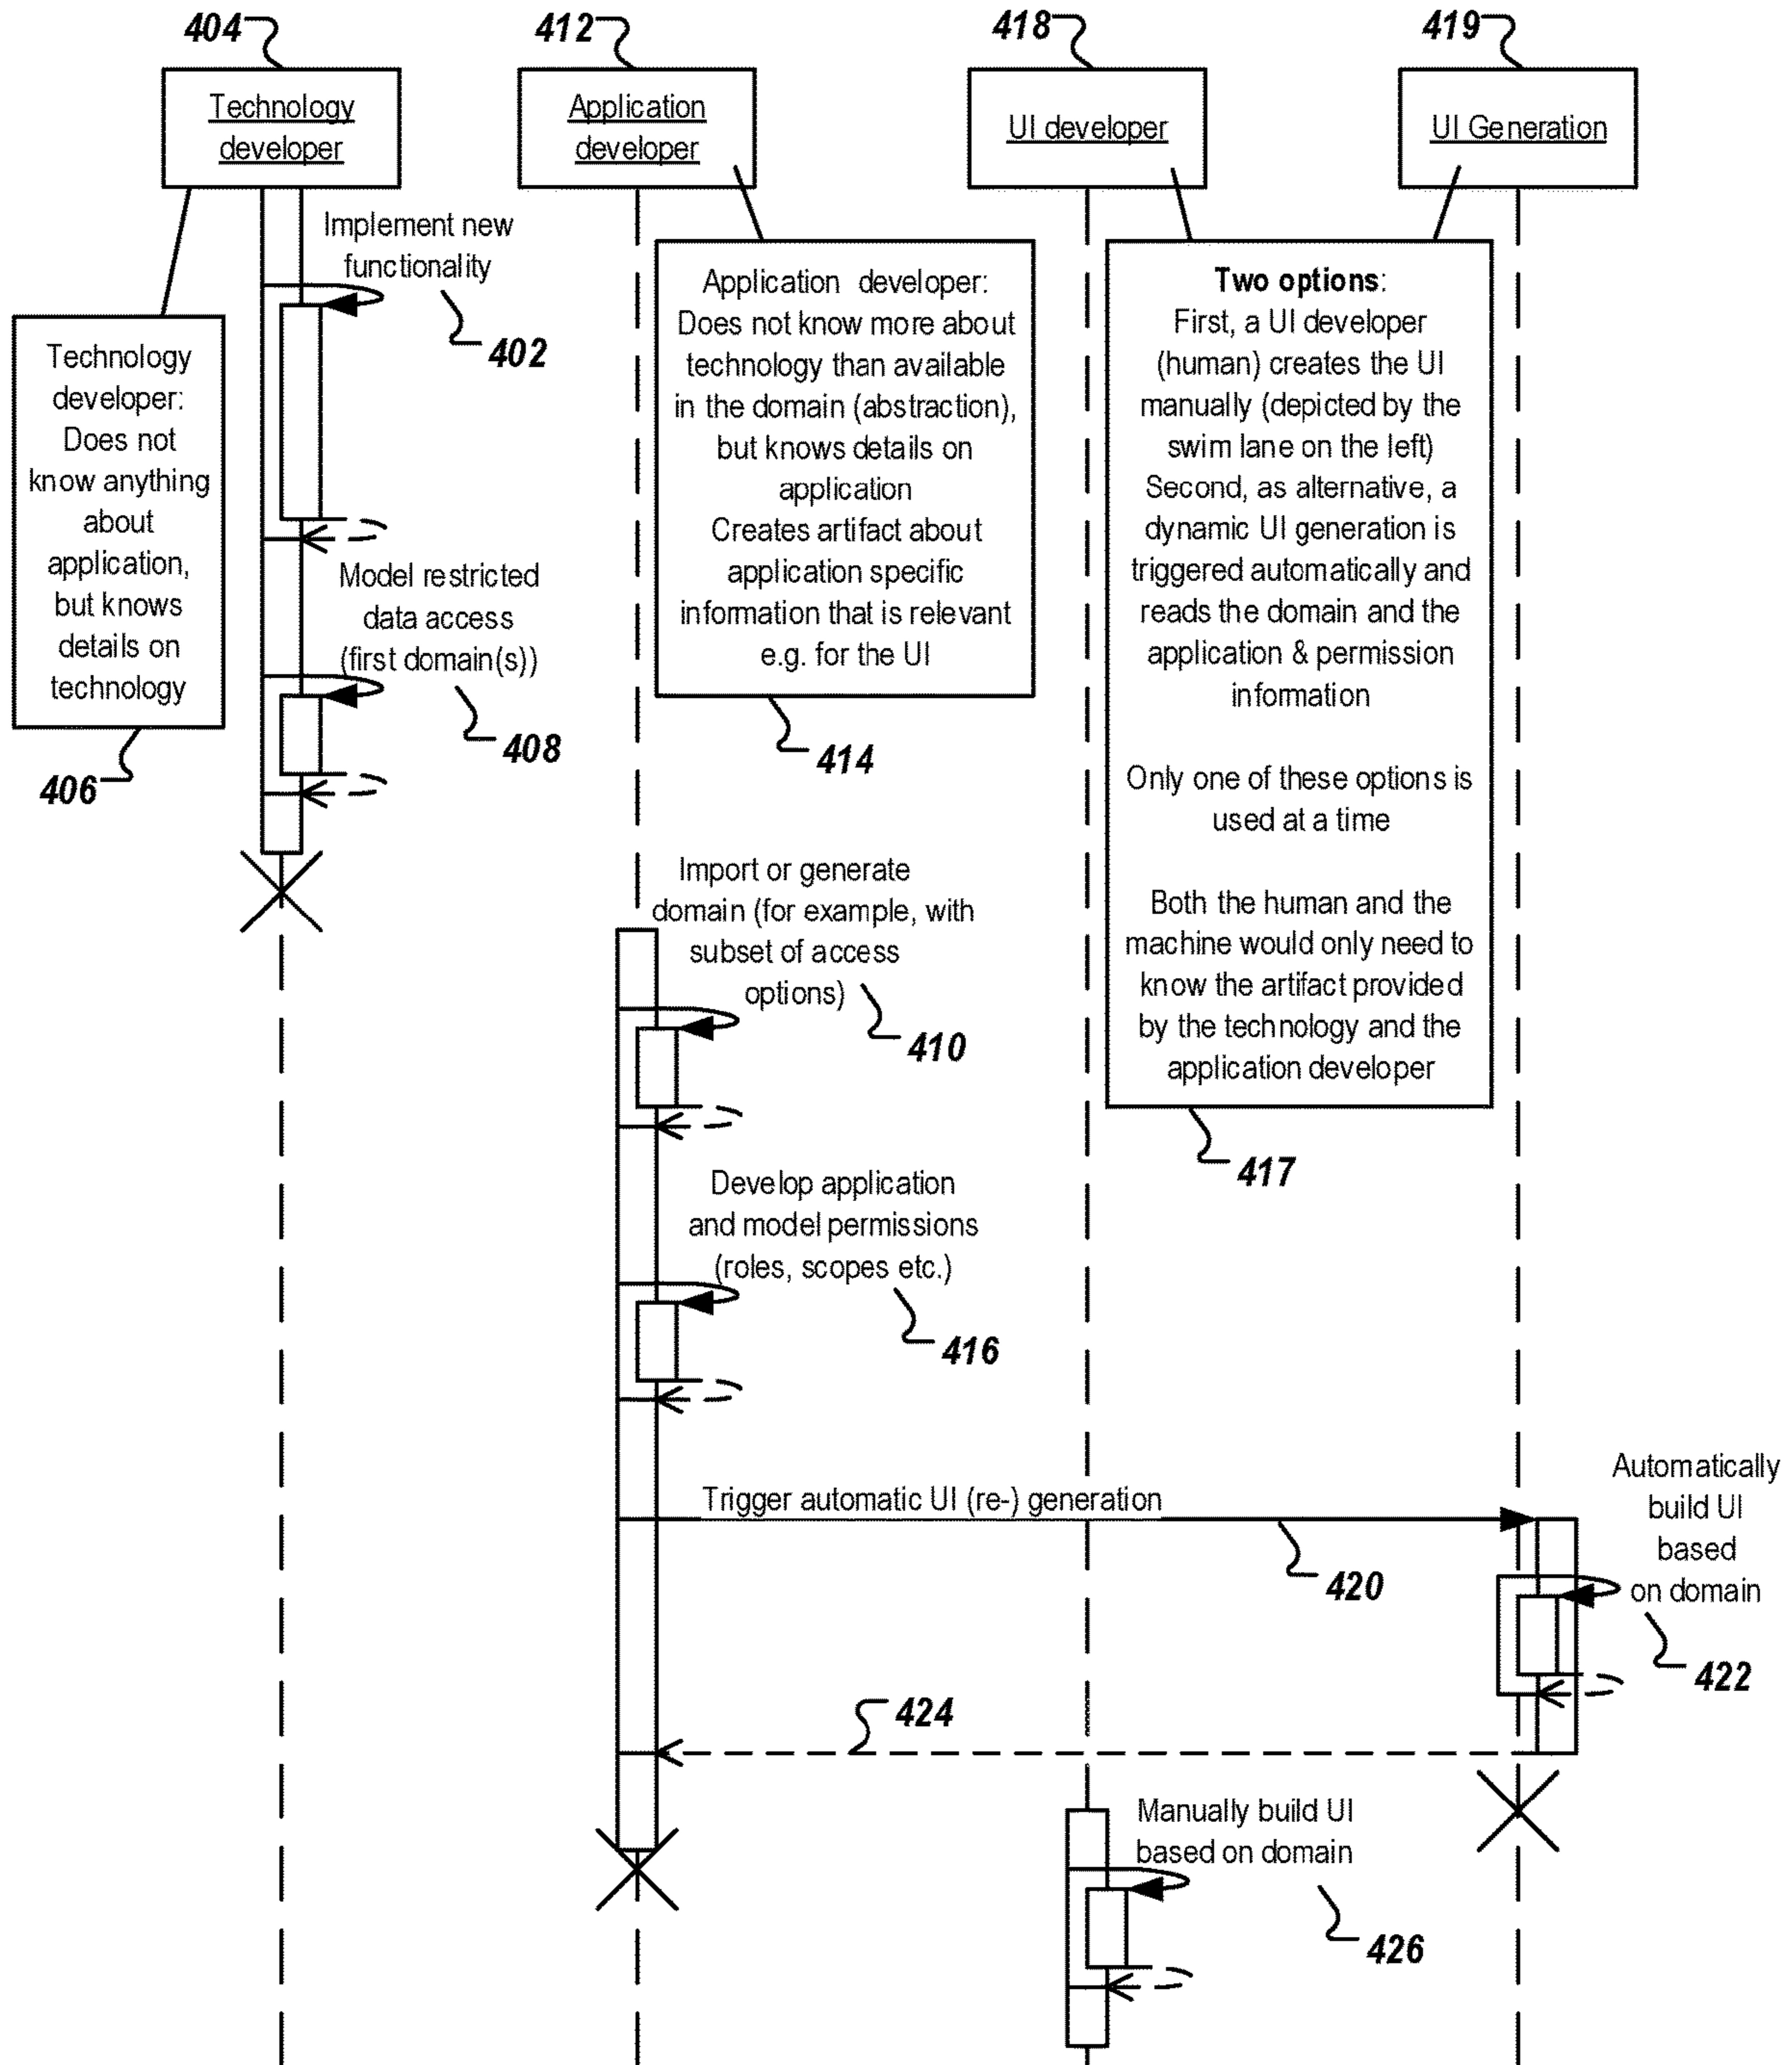 404
412
418
419
Technology
developer
Application
developer
UI developer
UI Generation
Implement new
functionality
402
Technology
developer:
Does not
know anything
about
application,
but knows
details on
technology
406
Model restricted
data access
(first domain(s))
408
Application developer:
Does not know more about
technology than available
in the domain (abstraction),
but knows details on
application
Creates artifact about
application specific
information that is relevant
e.g. for the UI
414
Two options:
First, a UI developer
(human) creates the UI
manually (depicted by the
swim lane on the left)
Second, as alternative, a
dynamic UI generation is
triggered automatically and
reads the domain and the
application & permission
information
Only one of these options is
used at a time
Both the human and the
machine would only need to
know the artifact provided
by the technology and the
application developer
417
Import or generate
domain (for example, with
subset of access
options)
410
Develop application
and model permissions
(roles, scopes etc.)
416
Trigger automatic UI (re-) generation
420
Automatically
build UI
based
on domain
422
424
Manually build UI
based on domain
426